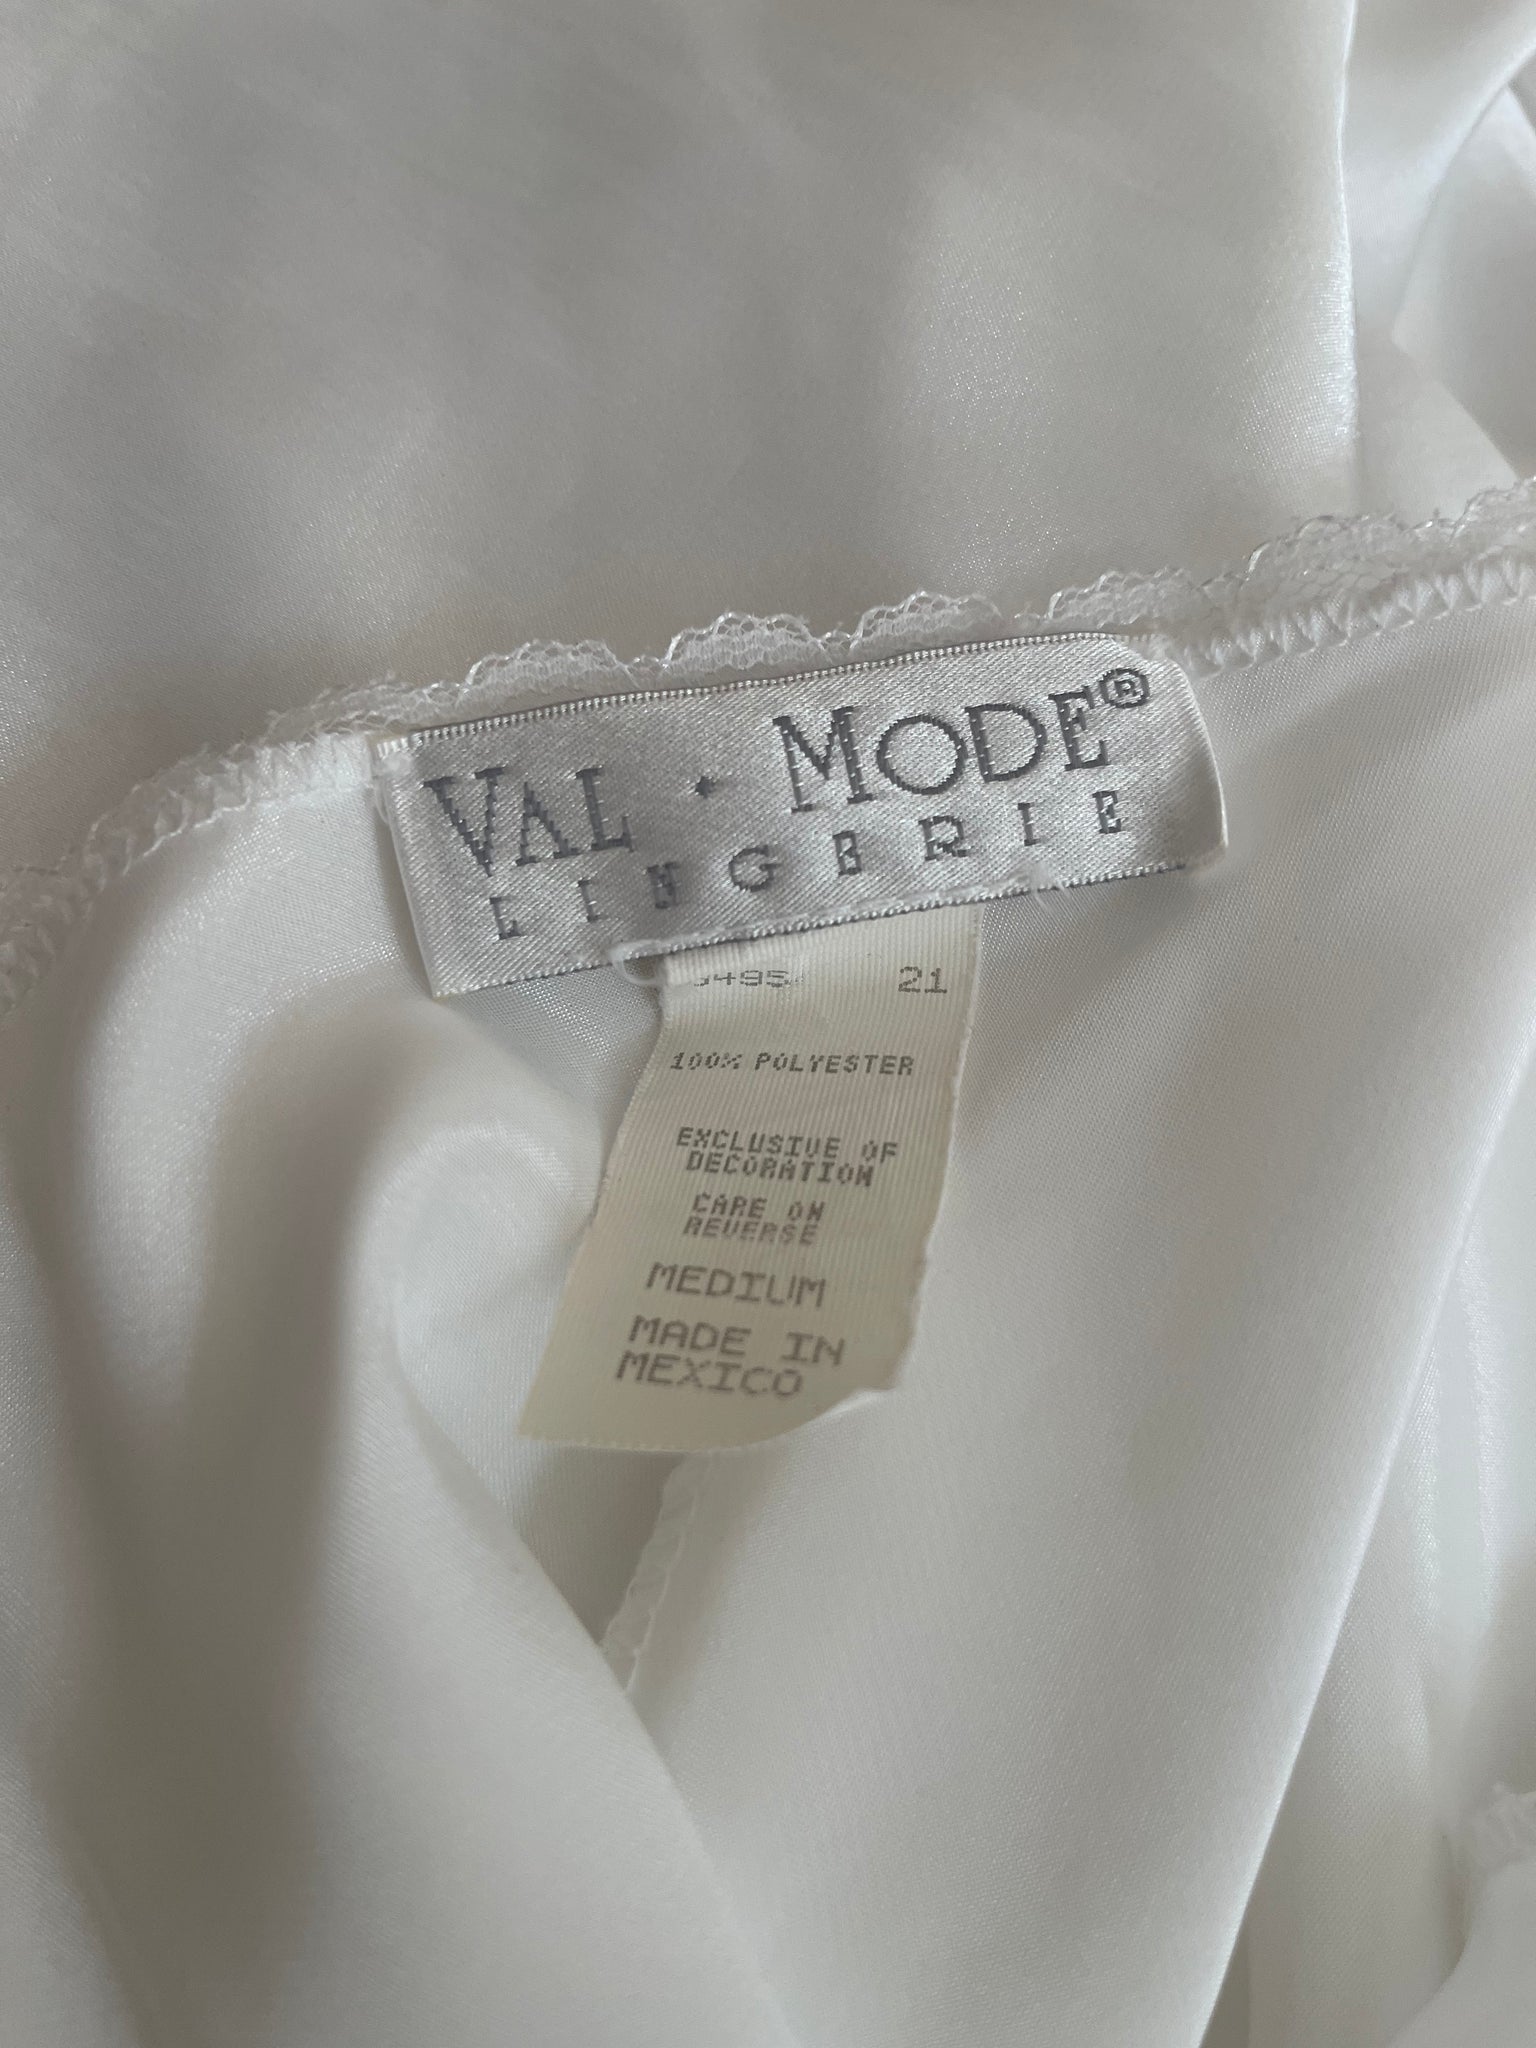 VAL · MODE®
LINGERIE
21
100% POLYESTER
EXCLUSIVE OF
DECORATION
CARE ON
REVERSE
MEDIUM
MADE IN
MEXICO